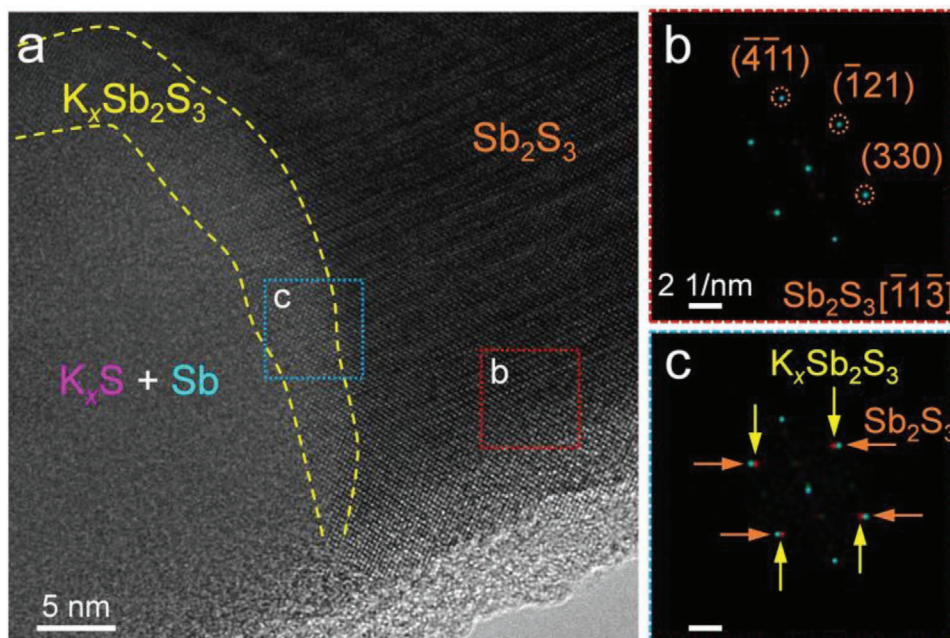 a
KₓSb₂S₃
Sb₂S₃
c
b
KₓS + Sb
5 nm
b
(4̄1̄1)
(1̄21)
(330)
2 1/nm
Sb₂S₃[1̄13̄]
c
KₓSb₂S₃
Sb₂S₃